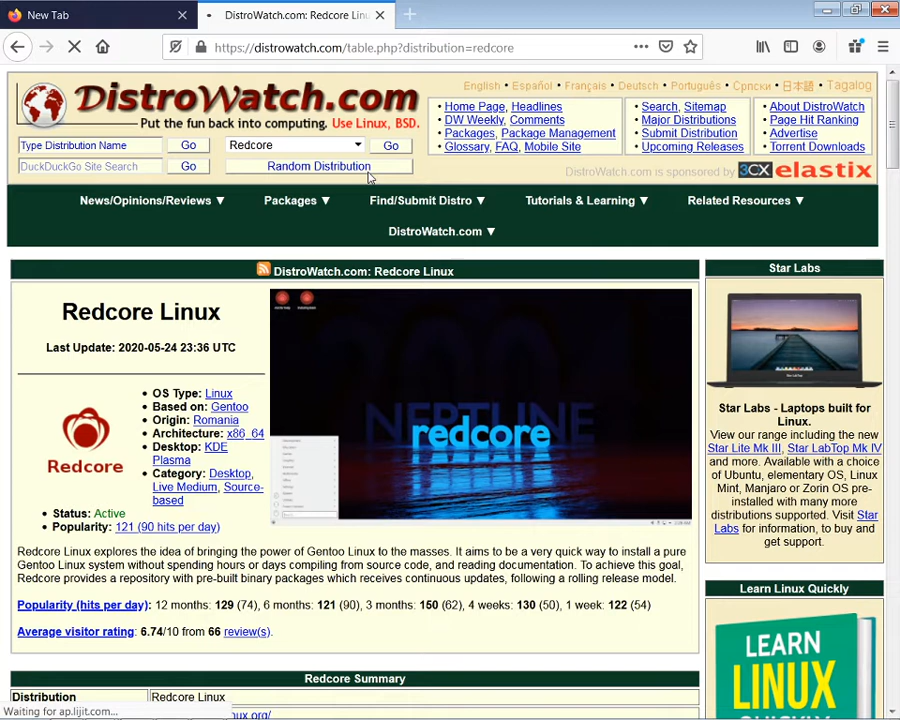 New Tab
DistroWatch.com: Redcore Linu
https://distrowatch.com/table.php?distribution=redcore
DistroWatch.com
Put the fun back into computing. Use Linux, BSD.
English • Español • Français • Deutsch • Português • Српски • 日本語 • Tagalog
• Home Page, Headlines
• DW Weekly, Comments
• Packages, Package Management
• Glossary, FAQ, Mobile Site
• Search, Sitemap
• Major Distributions
• Submit Distribution
• Upcoming Releases
• About DistroWatch
• Page Hit Ranking
• Advertise
• Torrent Downloads
Type Distribution Name Go Redcore Go
DuckDuckGo Site Search Go Random Distribution
DistroWatch.com is sponsored by 3CX elastix
News/Opinions/Reviews ▼ Packages ▼ Find/Submit Distro ▼ Tutorials & Learning ▼ Related Resources ▼
DistroWatch.com ▼
DistroWatch.com: Redcore Linux
Redcore Linux
Last Update: 2020-05-24 23:36 UTC
Redcore
• OS Type: Linux
• Based on: Gentoo
• Origin: Romania
• Architecture: x86_64
• Desktop: KDE
Plasma
• Category: Desktop,
Live Medium, Source-
based
• Status: Active
• Popularity: 121 (90 hits per day)
NEPTUNE
redcore
Redcore Linux explores the idea of bringing the power of Gentoo Linux to the masses. It aims to be a very quick way to install a pure
Gentoo Linux system without spending hours or days compiling from source code, and reading documentation. To achieve this goal,
Redcore provides a repository with pre-built binary packages which receives continuous updates, following a rolling release model.
Popularity (hits per day): 12 months: 129 (74), 6 months: 121 (90), 3 months: 150 (62), 4 weeks: 130 (50), 1 week: 122 (54)
Average visitor rating: 6.74/10 from 66 review(s).
Redcore Summary
Distribution Redcore Linux
Waiting for ap.lijit.com...
Star Labs
Star Labs - Laptops built for
Linux.
View our range including the new
Star Lite Mk III, Star LabTop Mk IV
and more. Available with a choice
of Ubuntu, elementary OS, Linux
Mint, Manjaro or Zorin OS pre-
installed with many more
distributions supported. Visit Star
Labs for information, to buy and
get support.
Learn Linux Quickly
LEARN
LINUX